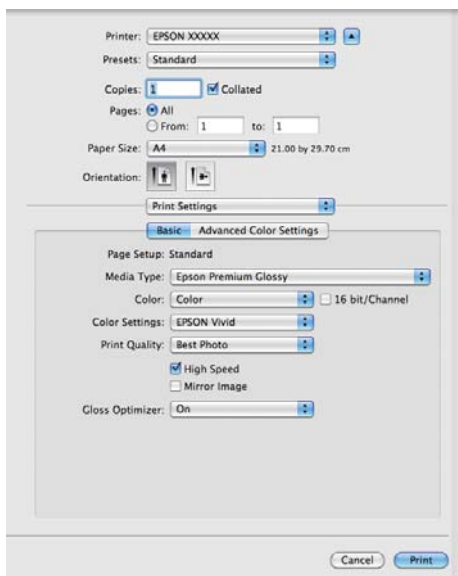 Printer: EPSON XXXXX
Presets: Standard
Copies: 1 Collated
Pages: All
From: 1 to: 1
Paper Size: A4 21.00 by 29.70 cm
Orientation:
Print Settings
Basic Advanced Color Settings
Page Setup: Standard
Media Type: Epson Premium Glossy
Color: Color 16 bit/Channel
Color Settings: EPSON Vivid
Print Quality: Best Photo
High Speed
Mirror Image
Gloss Optimizer: On
Cancel Print